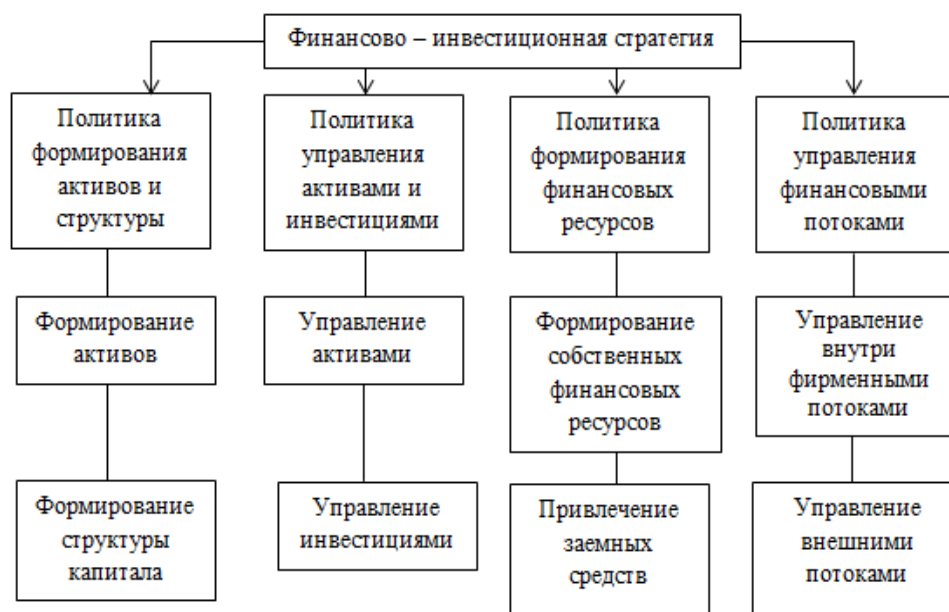 Финансово – инвестиционная стратегия
Политика
формирования
активов и
структуры
Политика
управления
активами и
инвестициями
Политика
формирования
финансовых
ресурсов
Политика
управления
финансовыми
потоками
Формирование
активов
Управление
активами
Формирование
собственных
финансовых
ресурсов
Управление
внутри
фирменными
потоками
Формирование
структуры
капитала
Управление
инвестициями
Привлечение
заемных
средств
Управление
внешними
потоками